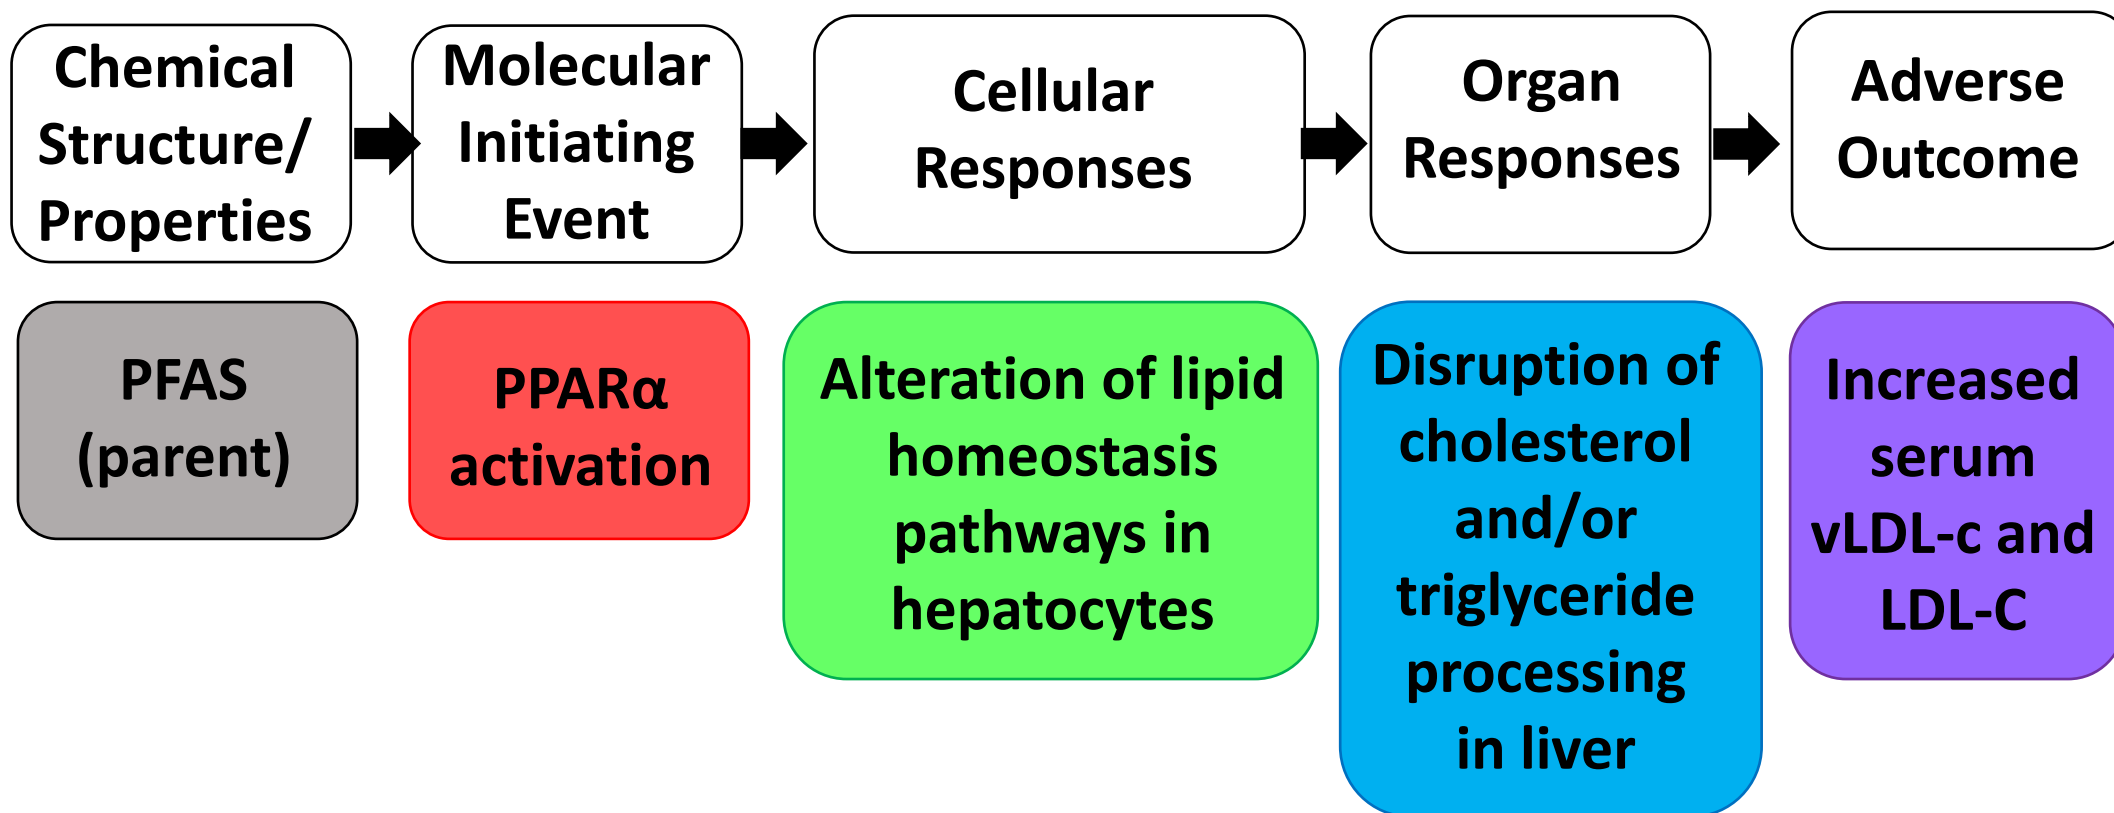 Chemical
Structure/
Properties
Molecular
Initiating
Event
Cellular
Responses
Organ
Responses
Adverse
Outcome
PFAS
(parent)
PPARα
activation
Alteration of lipid
homeostasis
pathways in
hepatocytes
Disruption of
cholesterol
and/or
triglyceride
processing
in liver
Increased
serum
vLDL-c and
LDL-C